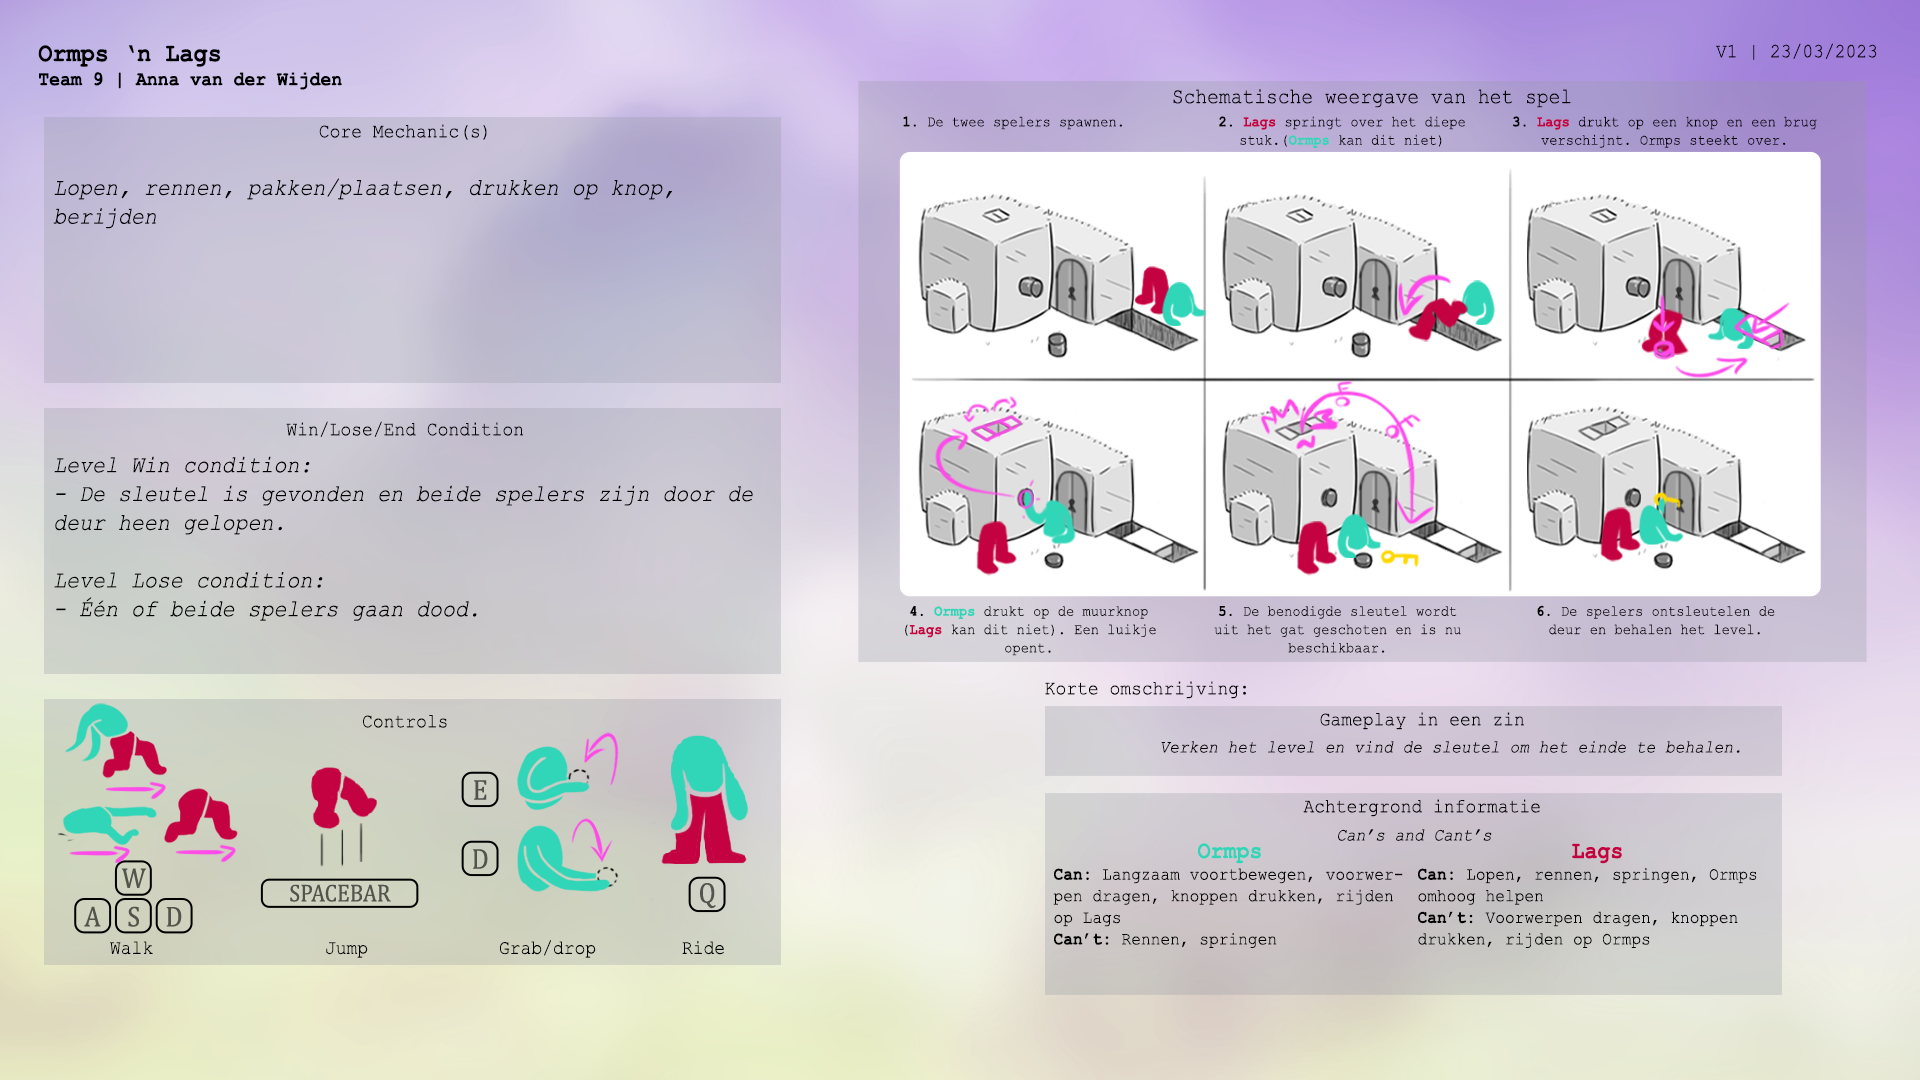 Ormps ‘n Lags
Team 9 | Anna van der Wijden
V1 | 23/03/2023
Core Mechanic(s)
Lopen, rennen, pakken/plaatsen, drukken op knop,
berijden
Win/Lose/End Condition
Level Win condition:
- De sleutel is gevonden en beide spelers zijn door de
deur heen gelopen.
Level Lose condition:
- Één of beide spelers gaan dood.
Controls
W
A S D
Walk
SPACEBAR
Jump
E
D
Grab/drop
Q
Ride
Schematische weergave van het spel
1. De twee spelers spawnen.
2. Lags springt over het diepe
stuk.(Ormps kan dit niet)
3. Lags drukt op een knop en een brug
verschijnt. Ormps steekt over.
4. Ormps drukt op de muurknop
(Lags kan dit niet). Een luikje
opent.
5. De benodigde sleutel wordt
uit het gat geschoten en is nu
beschikbaar.
6. De spelers ontsleutelen de
deur en behalen het level.
Korte omschrijving:
Gameplay in een zin
Verken het level en vind de sleutel om het einde te behalen.
Achtergrond informatie
Can’s and Cant’s
Ormps
Can: Langzaam voortbewegen, voorwer-
pen dragen, knoppen drukken, rijden
op Lags
Can’t: Rennen, springen
Lags
Can: Lopen, rennen, springen, Ormps
omhoog helpen
Can’t: Voorwerpen dragen, knoppen
drukken, rijden op Ormps